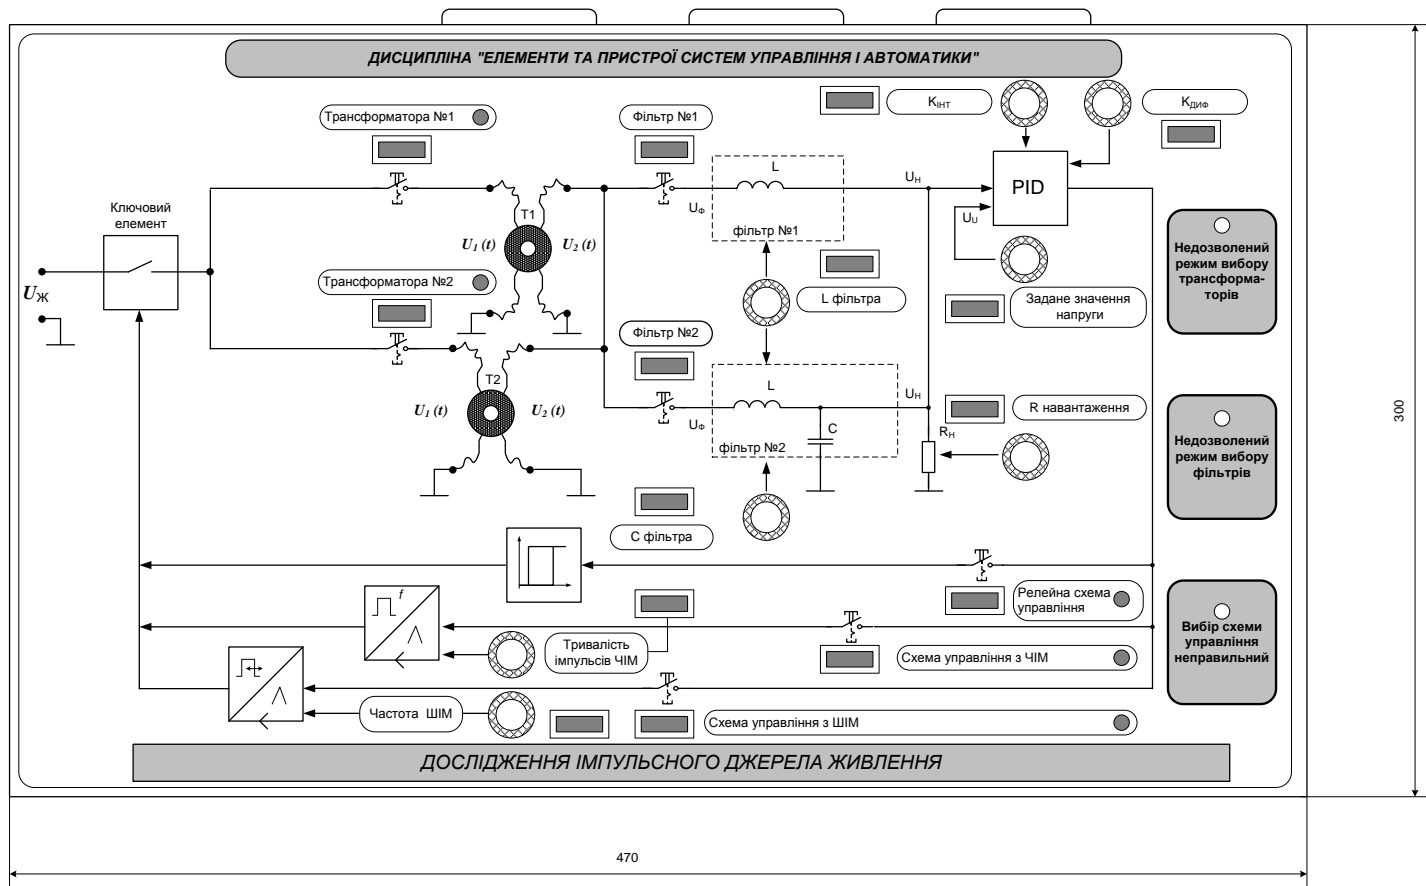 ДИСЦИПЛІНА "ЕЛЕМЕНТИ ТА ПРИСТРОЇ СИСТЕМ УПРАВЛІННЯ І АВТОМАТИКИ"
Трансформатора №1
Фільтр №1
KІНТ
KДИФ
L
UН
PID
Ключовий
елемент
T1
UФ
UU
U1 (t)
U2 (t)
фільтр №1
Недозволений
режим вибору
трансформа-
торів
UЖ
Трансформатора №2
L фільтра
Задане значення
напруги
Фільтр №2
T2
L
UН
U1 (t)
U2 (t)
R навантаження
UФ
C
RН
фільтр №2
Недозволений
режим вибору
фільтрів
300
C фільтра
f
Релейна схема
управління
Тривалість
імпульсів ЧІМ
Схема управління з ЧІМ
Вибір схеми
управління
неправильний
Частота ШІМ
Схема управління з ШІМ
ДОСЛІДЖЕННЯ ІМПУЛЬСНОГО ДЖЕРЕЛА ЖИВЛЕННЯ
470